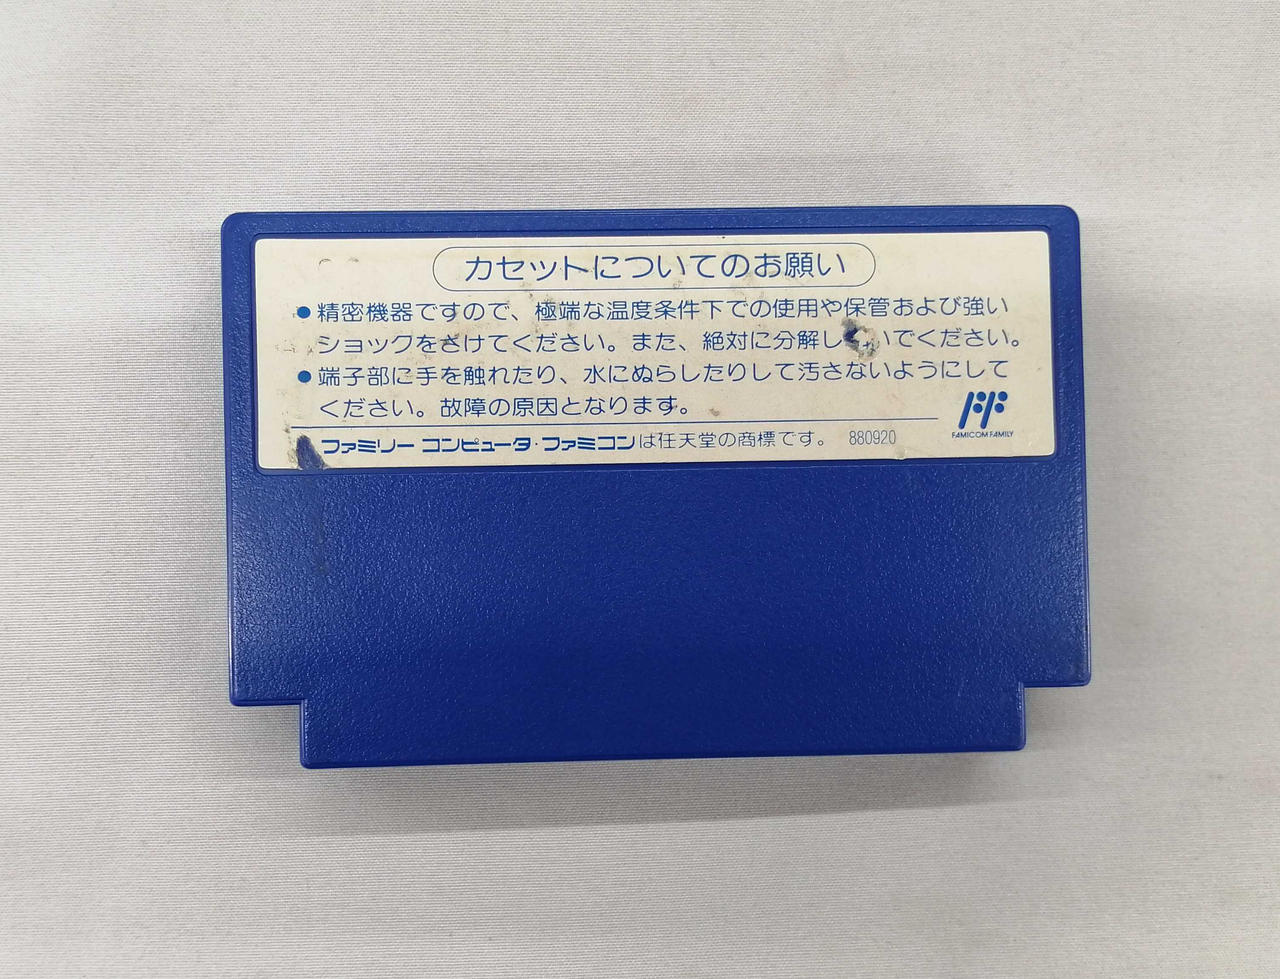 カセットについてのお願い
●精密機器ですので、極端な温度条件下での使用や保管および強い
ショックをさけてください。また、絶対に分解し いでください。
●端子部に手を触れたり、水にぬらしたりして汚さないようにして
ください。故障の原因となります。
FAMICOM FAMILY
ファミリー コンピュータ・ファミコンは任天堂の商標です。 880920